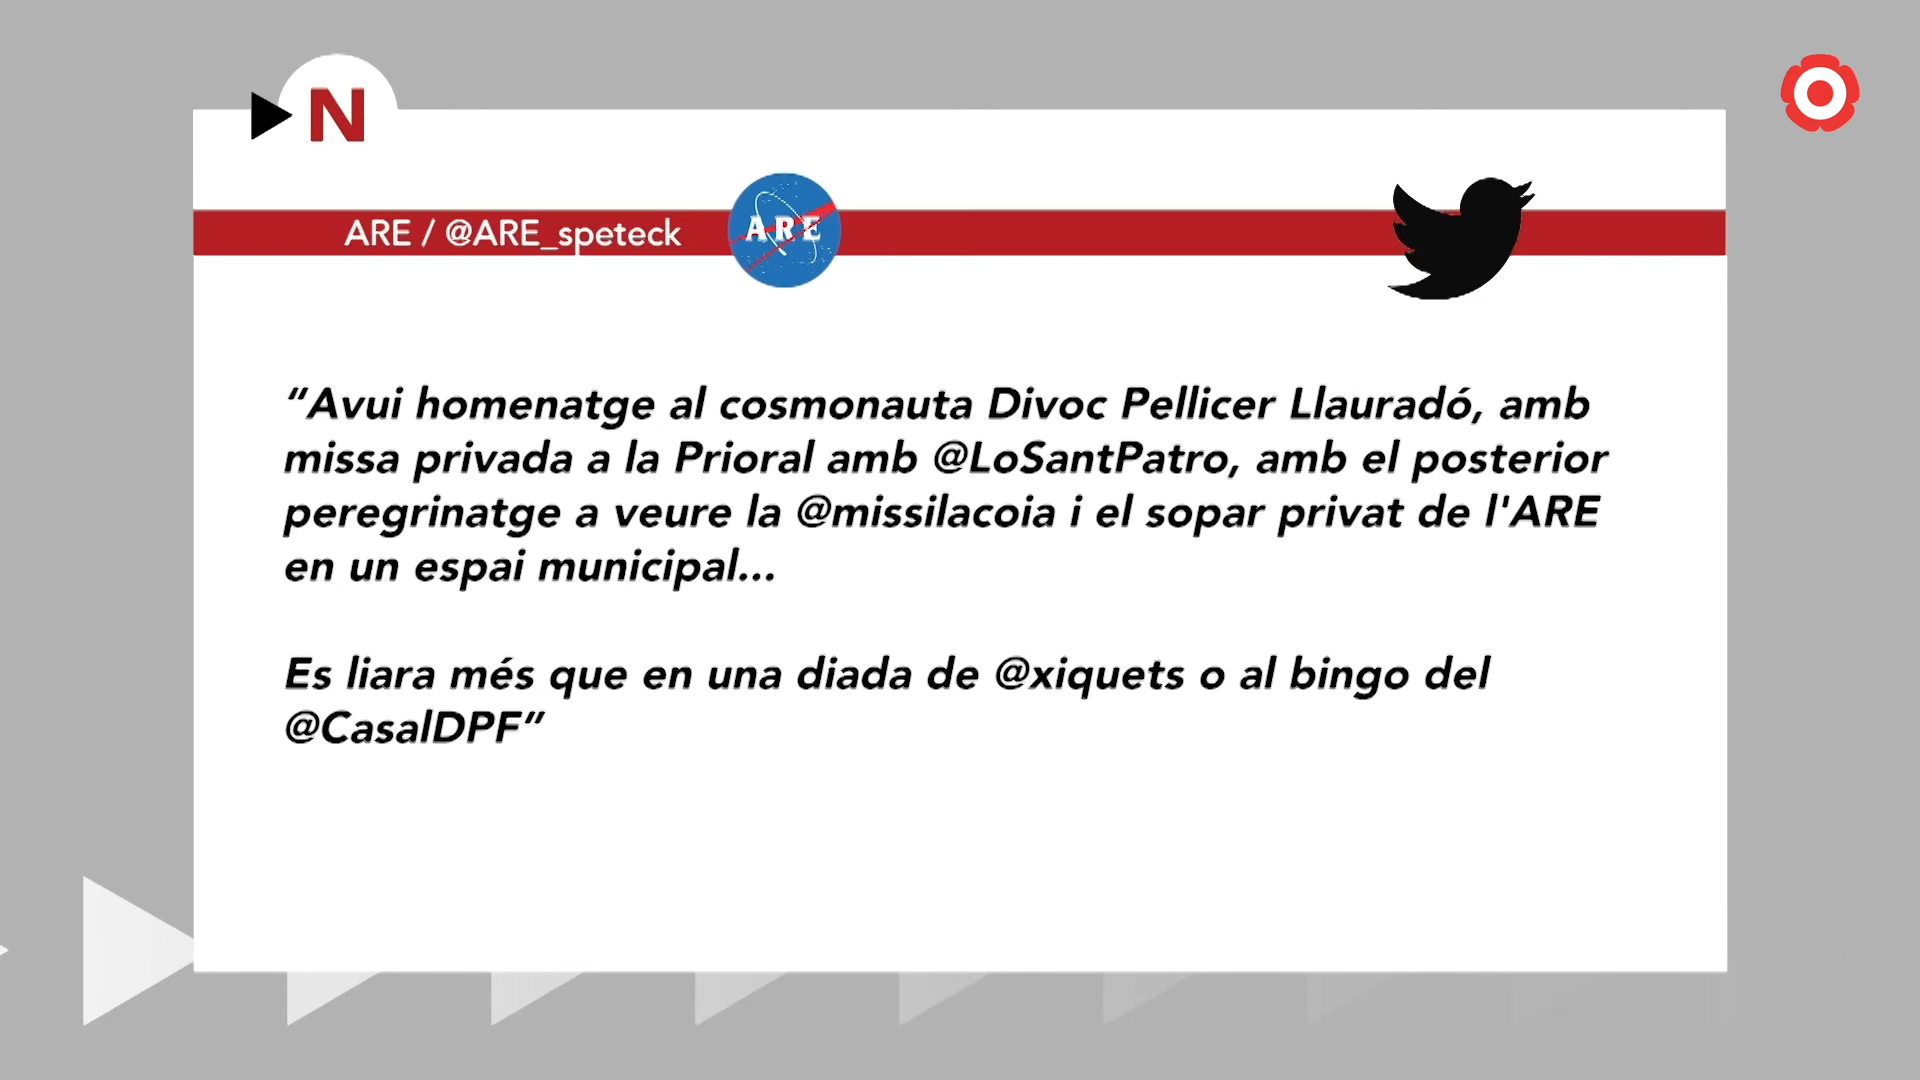 N
ARE / @ARE_speteck
ARE
“Avui homenatge al cosmonauta Divoc Pellicer Llauradó, amb
missa privada a la Prioral amb @LoSantPatro, amb el posterior
peregrinatge a veure la @missilacoia i el sopar privat de l'ARE
en un espai municipal...
Es liara més que en una diada de @xiquets o al bingo del
@CasalDPF”